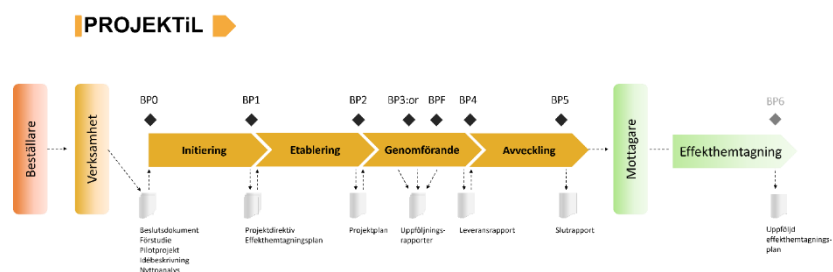 PROJEKTiL
BP0
BP1
BP2
BP3:or
BPF
BP4
BP5
BP6
Beställare
Verksamhet
Initiering
Etablering
Genomförande
Avveckling
Mottagare
Effekthemtagning
Beslutsdokument
Förstudie
Pilotprojekt
Idébeskrivning
Nyttoanalys
Projektdirektiv
Effekthemtagningsplan
Projektplan
Uppföljnings-
rapporter
Leveransrapport
Slutrapport
Uppföljd
effekthemtagnings-
plan